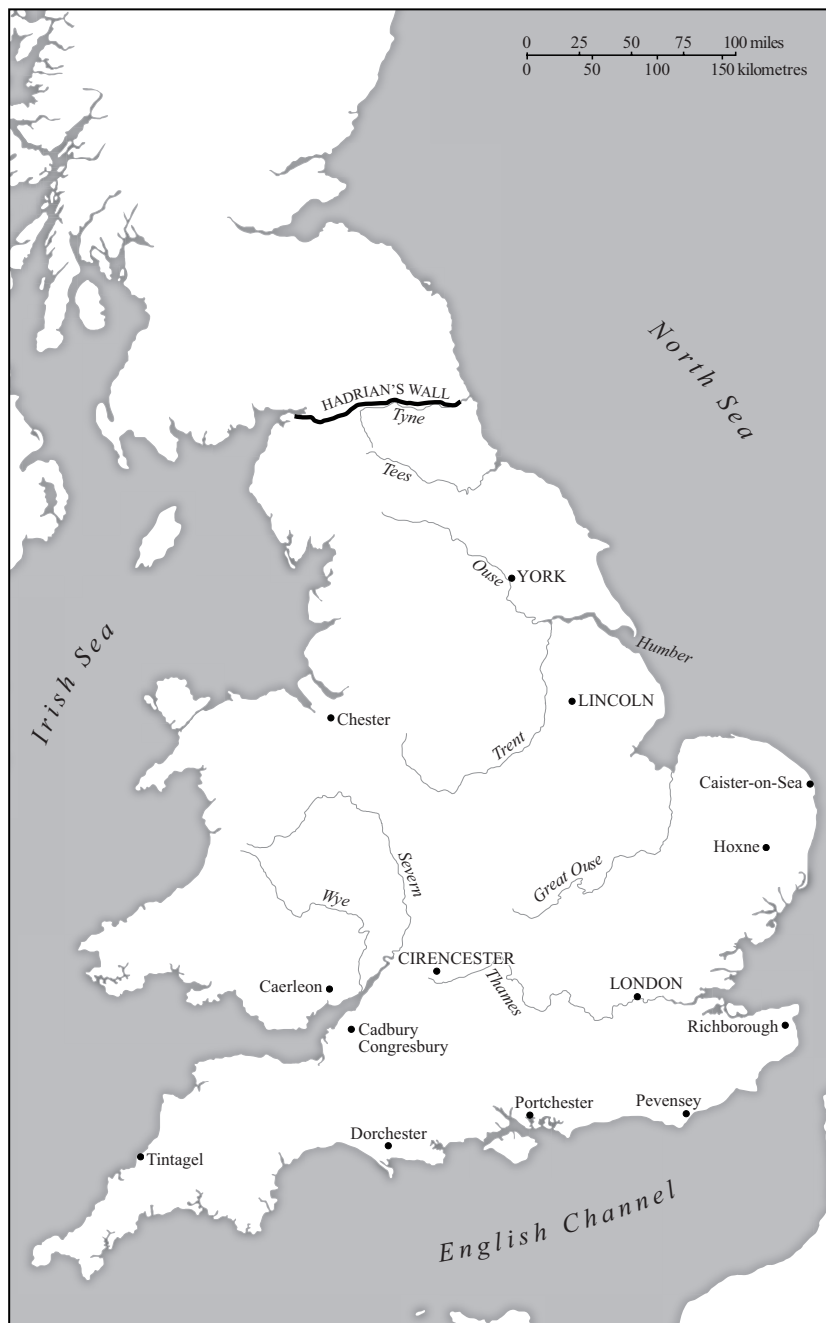 0 25 50 75 100 miles
0 50 100 150 kilometres
North Sea
HADRIAN'S WALL
Tyne
Tees
Ouse
YORK
Humber
Irish Sea
LINCOLN
Chester
Trent
Caister-on-Sea
Hoxne
Severn
Great Ouse
Wye
CIRENCESTER
Thames
LONDON
Caerleon
Richborough
Cadbury
Congresbury
Portchester
Pevensey
Dorchester
Tintagel
English Channel